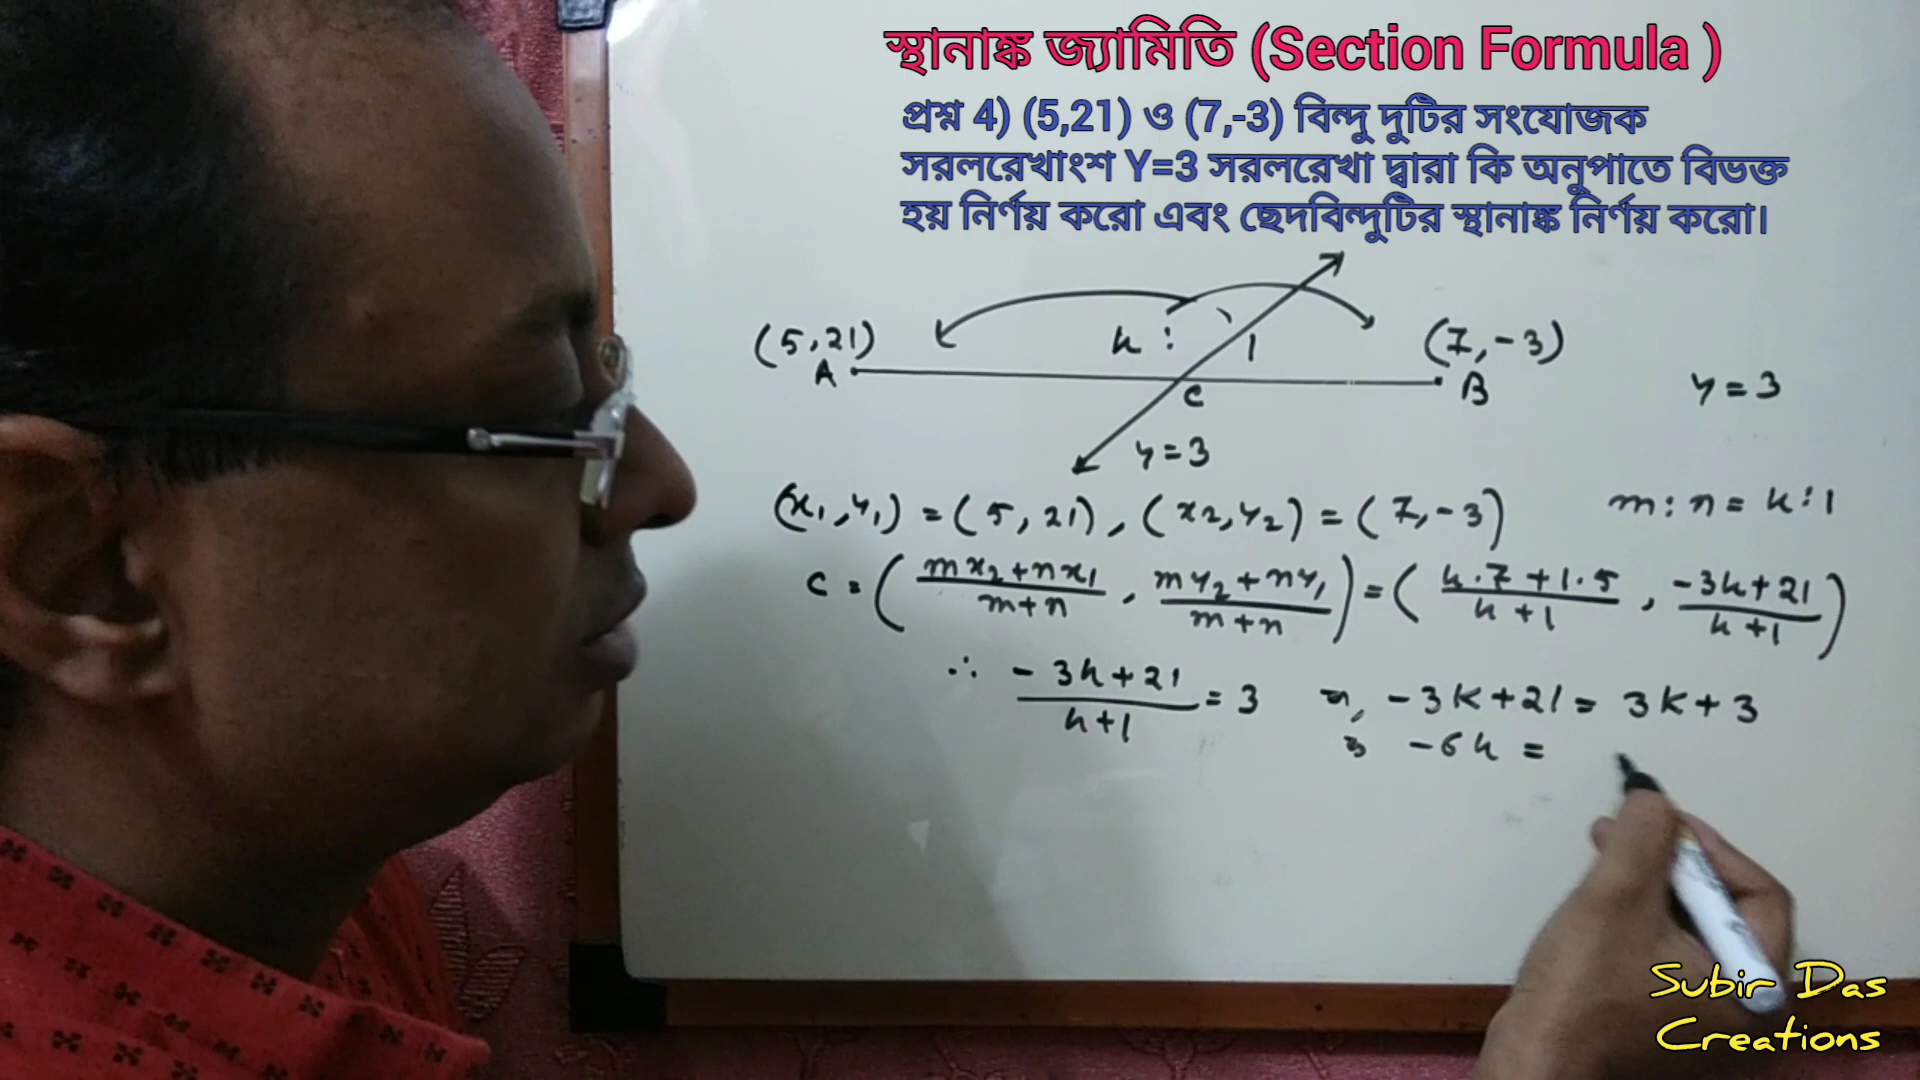 স্থানাঙ্ক জ্যামিতি (Section Formula )
প্রশ্ন 4) (5,21) ও (7,-3) বিন্দু দুটির সংযোজক
সরলরেখাংশ Y=3 সরলরেখা দ্বারা কি অনুপাতে বিভক্ত
হয় নির্ণয় করো এবং ছেদবিন্দুটির স্থানাঙ্ক নির্ণয় করো।
(5,21) k : 1 (7,-3)
A C B y=3
y=3
(x₁,y₁) = (5,21), (x₂,y₂) = (7,-3) m:n = k:1
C = ( (mx₂+nx₁)/(m+n) , (my₂+ny₁)/(m+n) ) = ( (k.7+1.5)/(k+1) , (-3k+21)/(k+1) )
∴ (-3k+21)/(k+1) = 3 বা, -3k+21 = 3k+3
-6k =
Subir Das
Creations